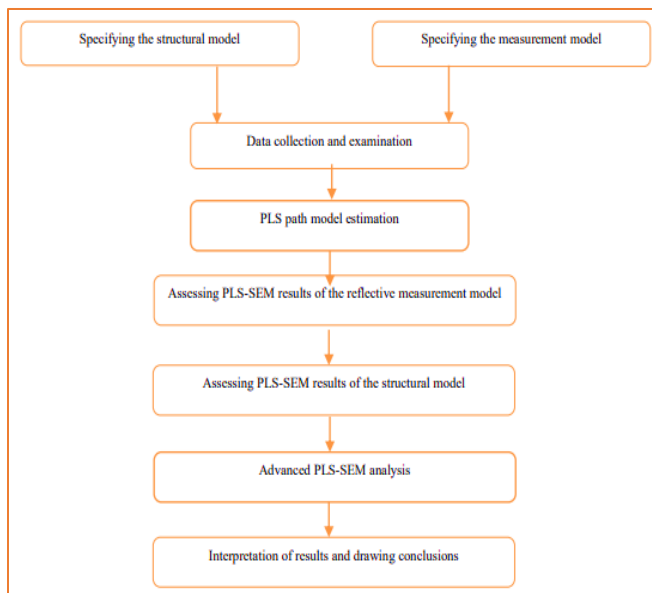 Specifying the structural model
Specifying the measurement model
Data collection and examination
PLS path model estimation
Assessing PLS-SEM results of the reflective measurement model
Assessing PLS-SEM results of the structural model
Advanced PLS-SEM analysis
Interpretation of results and drawing conclusions